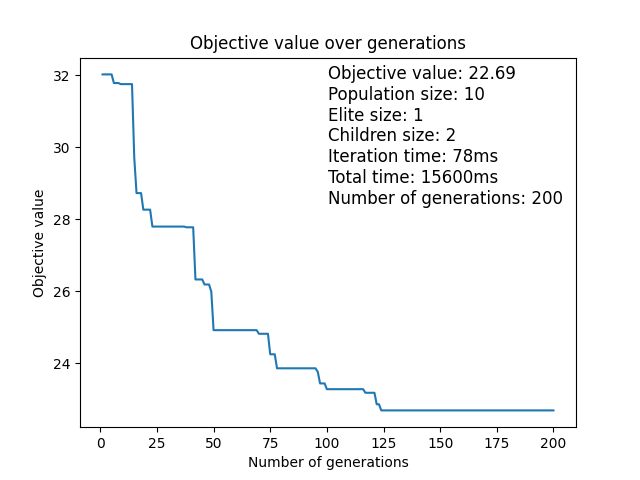 Objective value over generations
Objective value: 22.69
Population size: 10
Elite size: 1
Children size: 2
Iteration time: 78ms
Total time: 15600ms
Number of generations: 200
Objective value
32
30
28
26
24
0 25 50 75 100 125 150 175 200
Number of generations